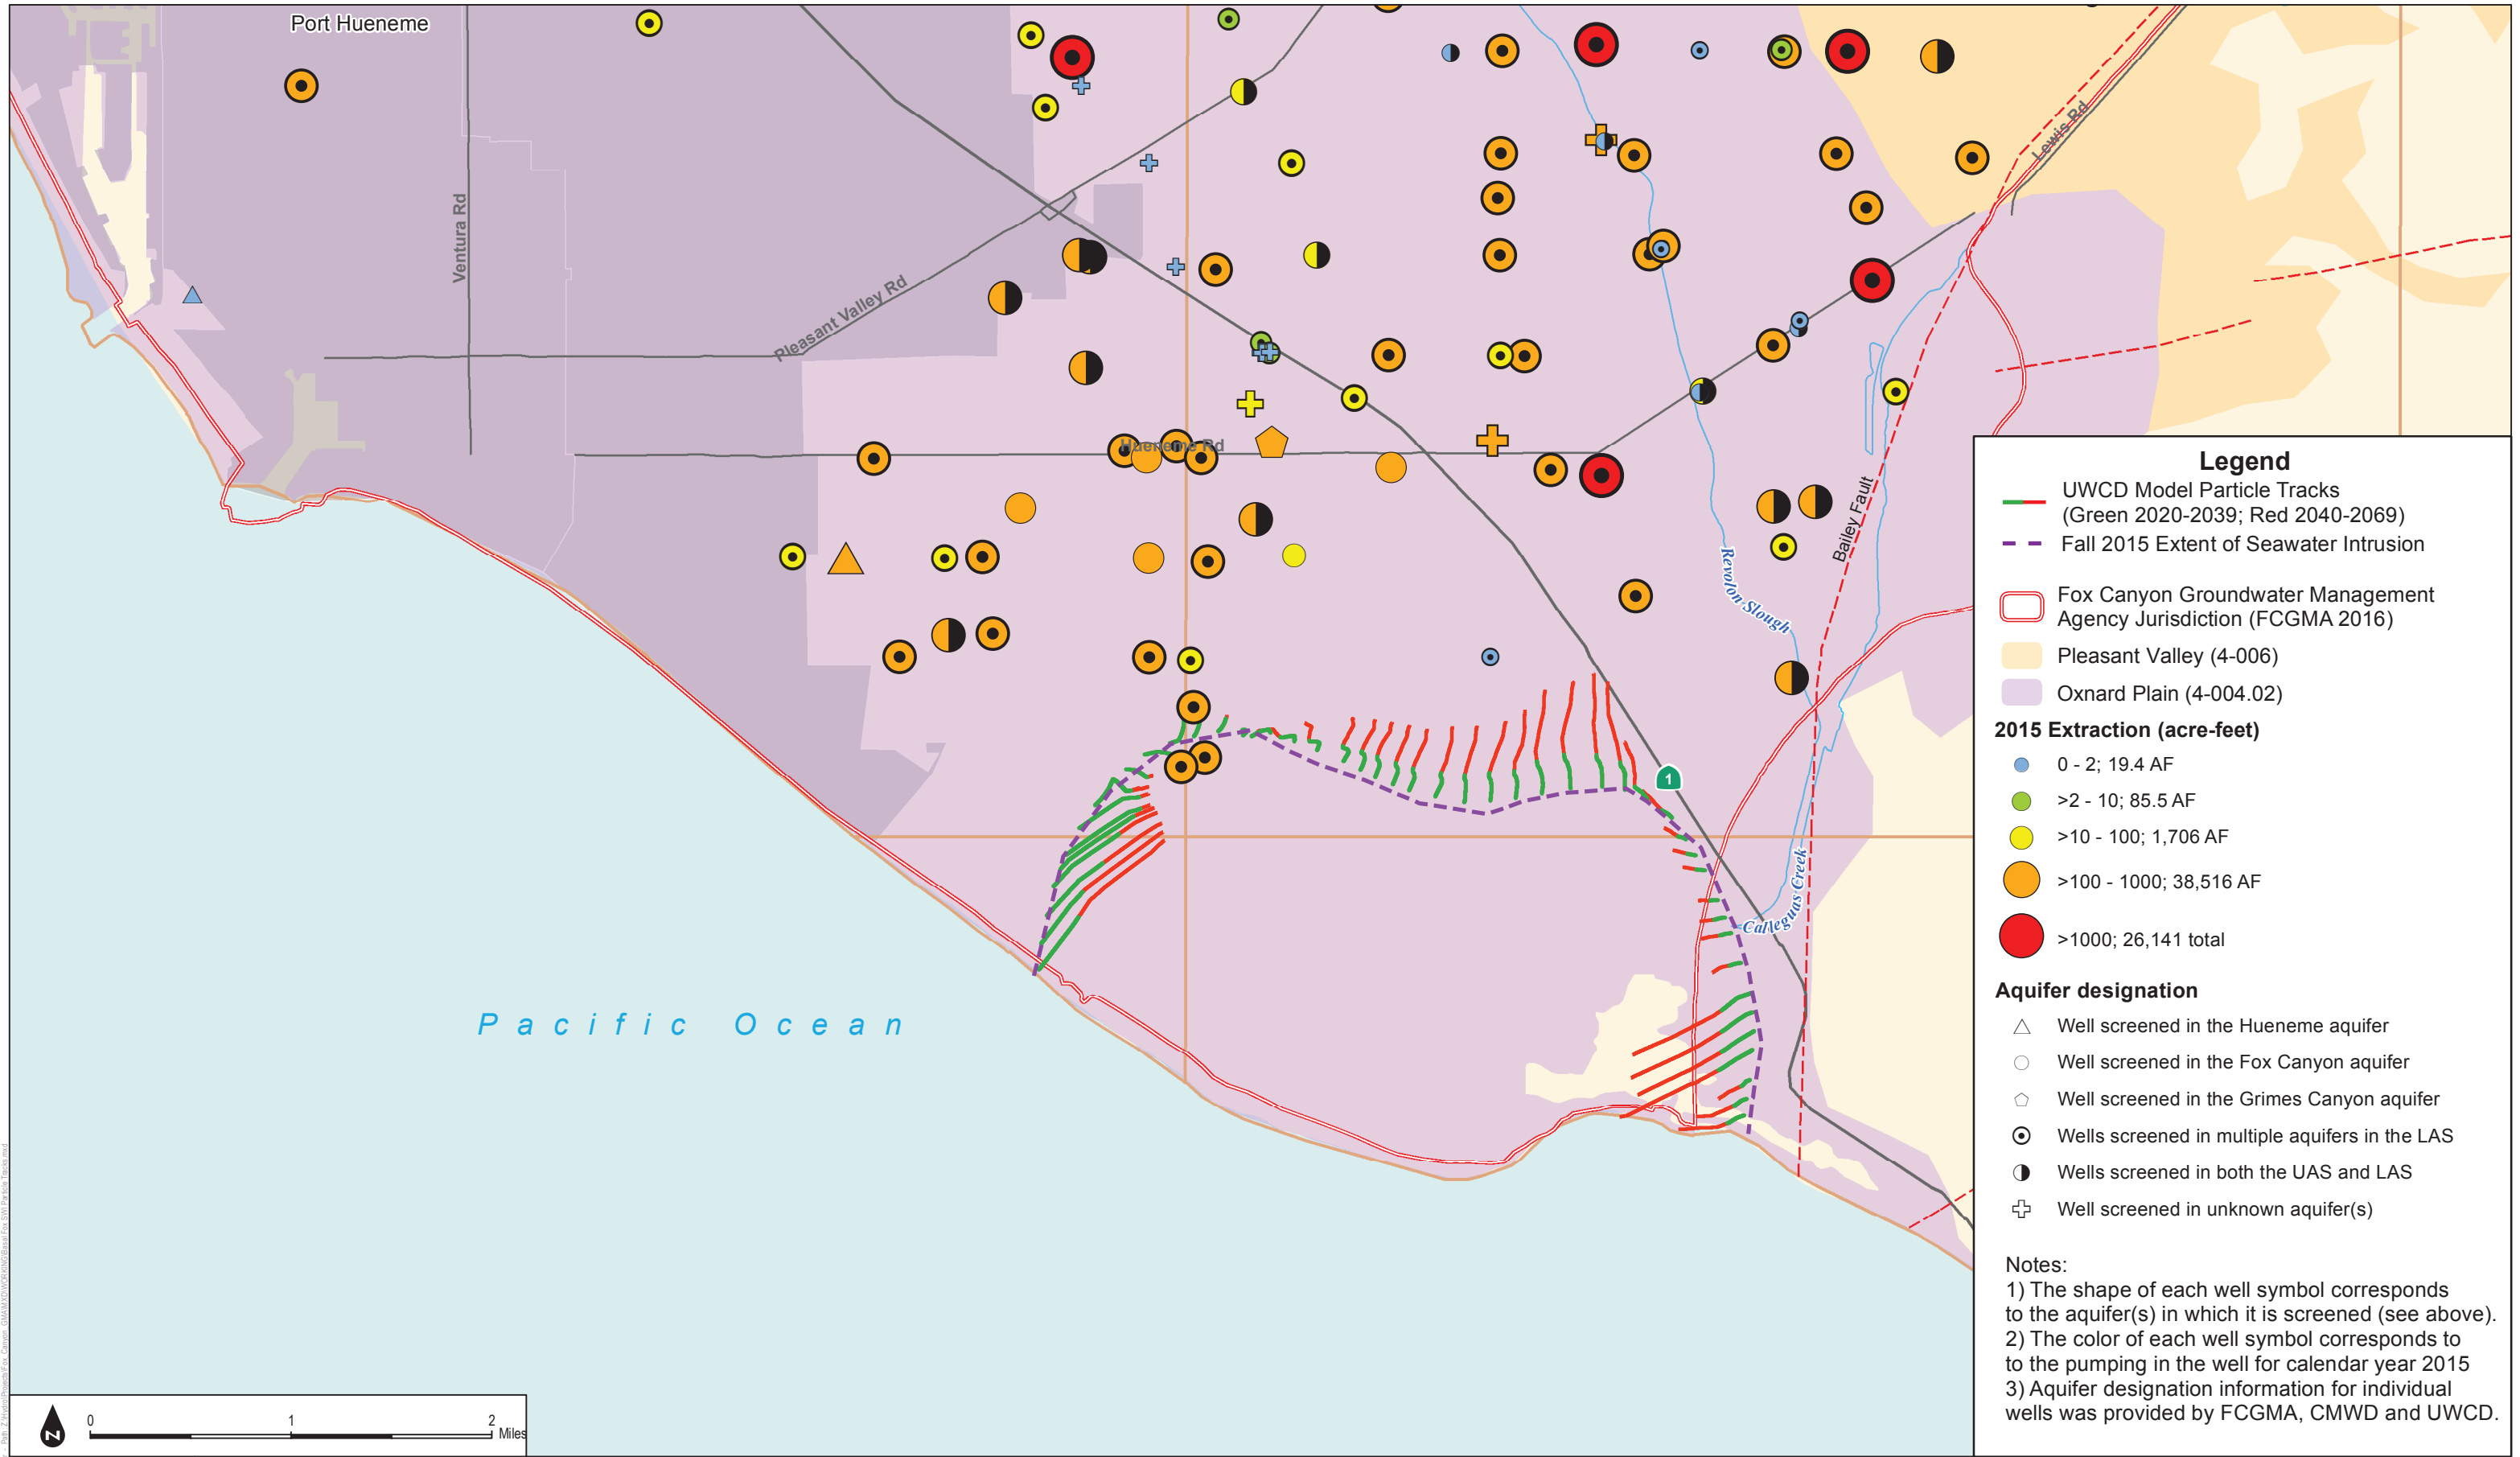 Port Hueneme
Ventura Rd
Pleasant Valley Rd
Hueneme Rd
Lewis Rd
Bailey Fault
Revolon Slough
Calleguas Creek
1
Pacific Ocean
Legend
UWCD Model Particle Tracks
(Green 2020-2039; Red 2040-2069)
Fall 2015 Extent of Seawater Intrusion
Fox Canyon Groundwater Management
Agency Jurisdiction (FCGMA 2016)
Pleasant Valley (4-006)
Oxnard Plain (4-004.02)
2015 Extraction (acre-feet)
0 - 2; 19.4 AF
>2 - 10; 85.5 AF
>10 - 100; 1,706 AF
>100 - 1000; 38,516 AF
>1000; 26,141 total
Aquifer designation
Well screened in the Hueneme aquifer
Well screened in the Fox Canyon aquifer
Well screened in the Grimes Canyon aquifer
Wells screened in multiple aquifers in the LAS
Wells screened in both the UAS and LAS
Well screened in unknown aquifer(s)
Notes:
1) The shape of each well symbol corresponds
to the aquifer(s) in which it is screened (see above).
2) The color of each well symbol corresponds to
to the pumping in the well for calendar year 2015
3) Aquifer designation information for individual
wells was provided by FCGMA, CMWD and UWCD.
N
0 1 2
Miles